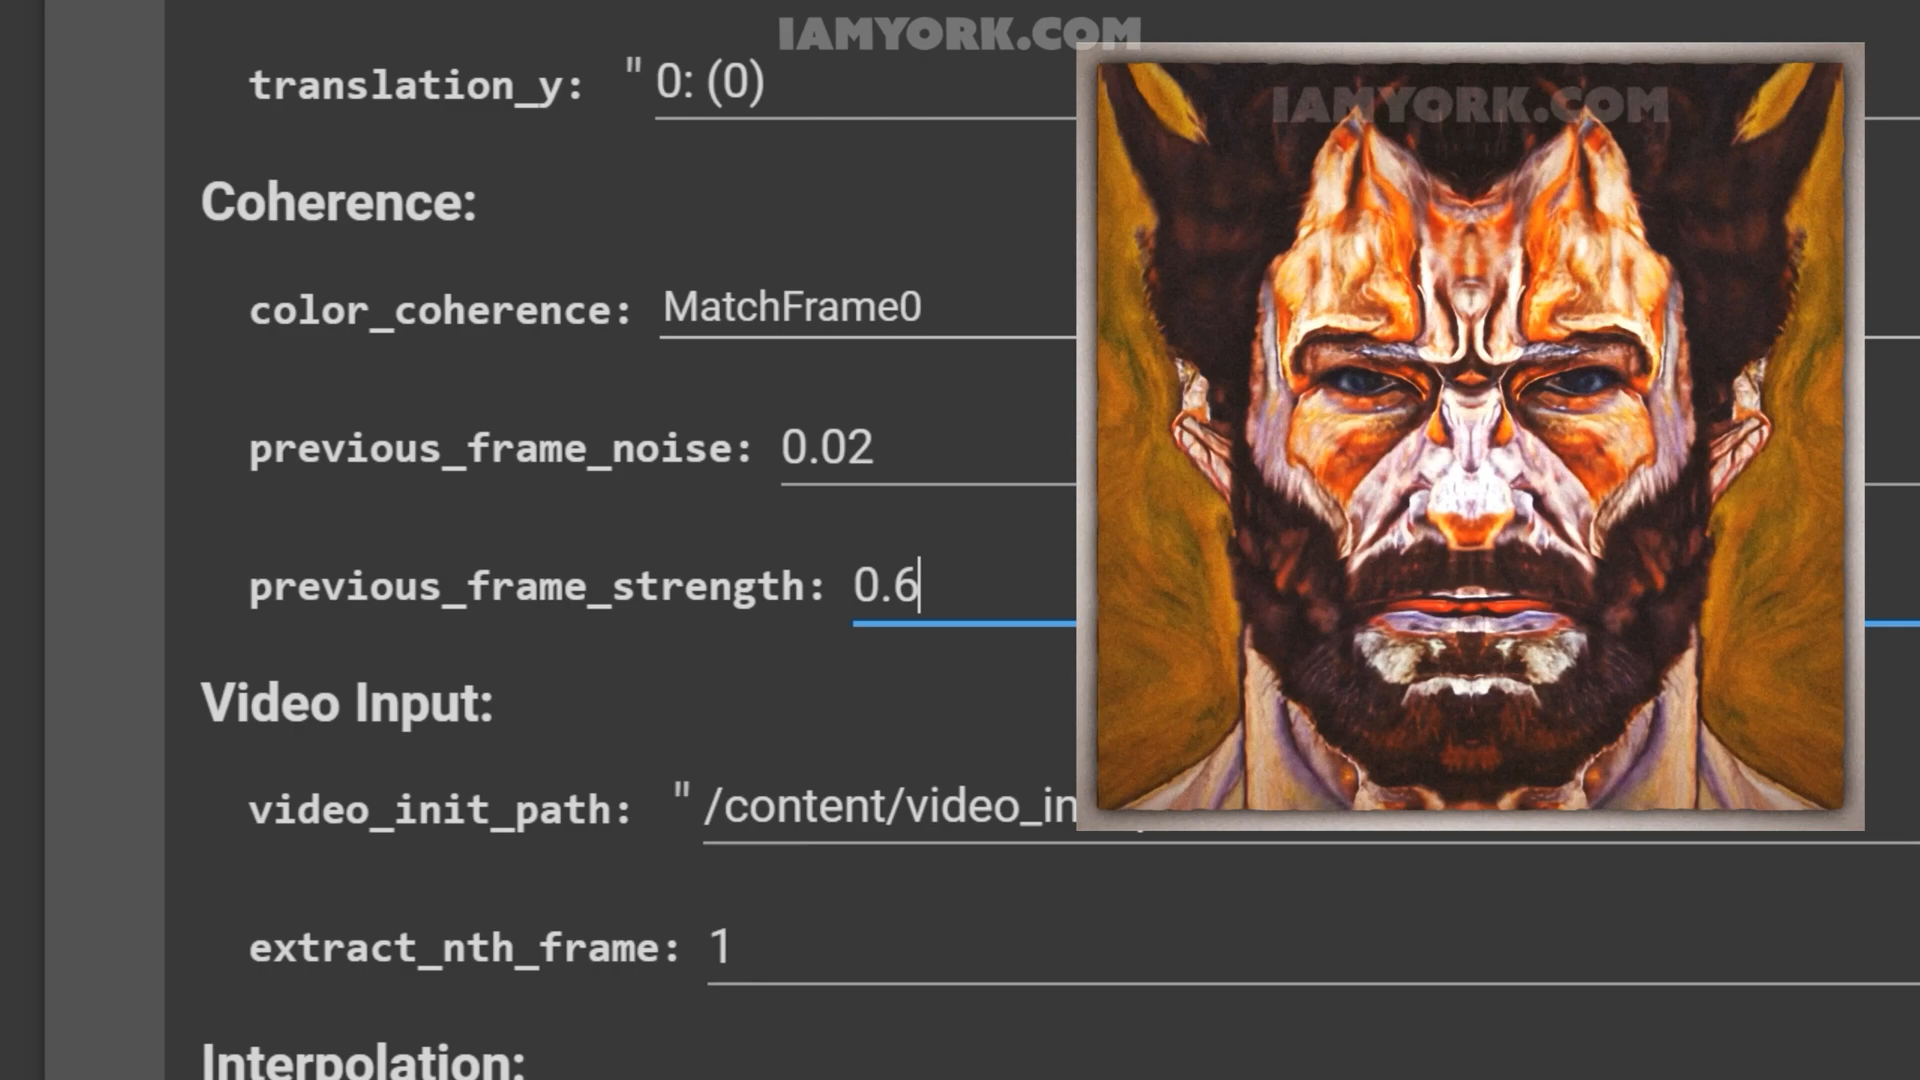 IAMYORK.COM
translation_y: " 0: (0)
IAMYORK.COM
Coherence:
color_coherence: MatchFrame0
previous_frame_noise: 0.02
previous_frame_strength: 0.6
Video Input:
video_init_path: " /content/video_in
extract_nth_frame: 1
Interpolation: